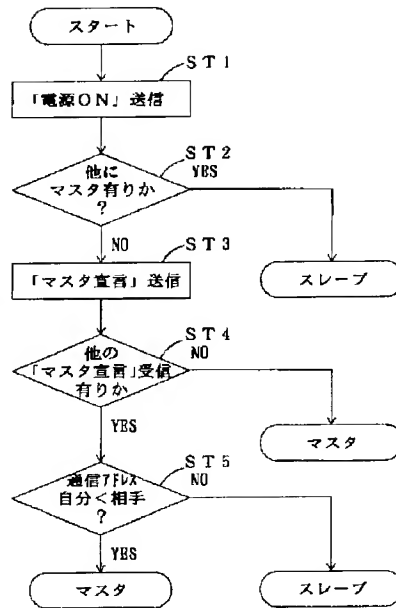 スタート
ST1
「電源ON」送信
ST2
他に
マスタ有りか
?
YES
NO
ST3
「マスタ宣言」送信
スレーブ
ST4
他の
「マスタ宣言」受信
有りか
NO
YES
マスタ
ST5
通信アドレス
自分<相手
?
NO
YES
マスタ
スレーブ